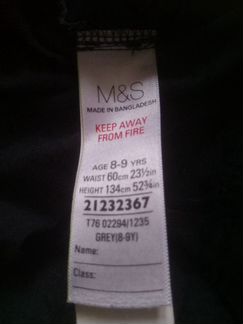 M&S
MADE IN BANGLADESH
KEEP AWAY
FROM FIRE
AGE 8-9 YRS
WAIST 60cm 23½in
HEIGHT 134cm 52¾in
21232367
T76 02294/1235
GREY(8-9Y)
Name:
Class: